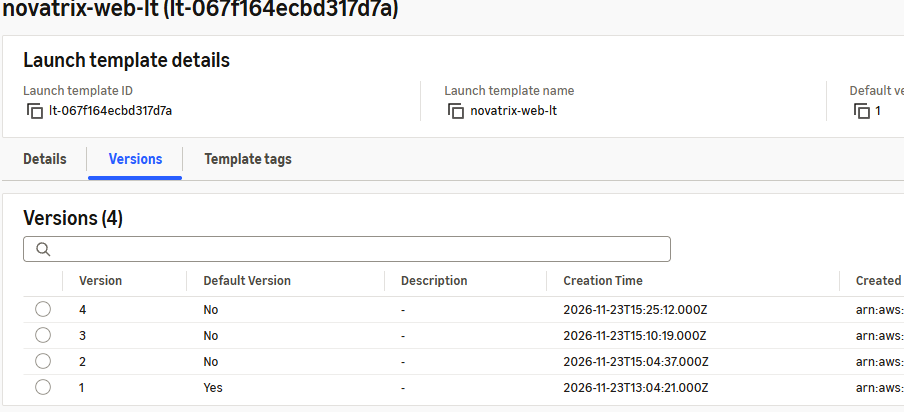 novatrix-web-lt (lt-067f164ecbd317d7a)
Launch template details
Launch template ID Launch template name Default ve
lt-067f164ecbd317d7a novatrix-web-lt 1
Details Versions Template tags
Versions (4)
Version Default Version Description Creation Time Created
4 No - 2026-11-23T15:25:12.000Z arn:aws:
3 No - 2026-11-23T15:10:19.000Z arn:aws:
2 No - 2026-11-23T15:04:37.000Z arn:aws:
1 Yes - 2026-11-23T13:04:21.000Z arn:aws: